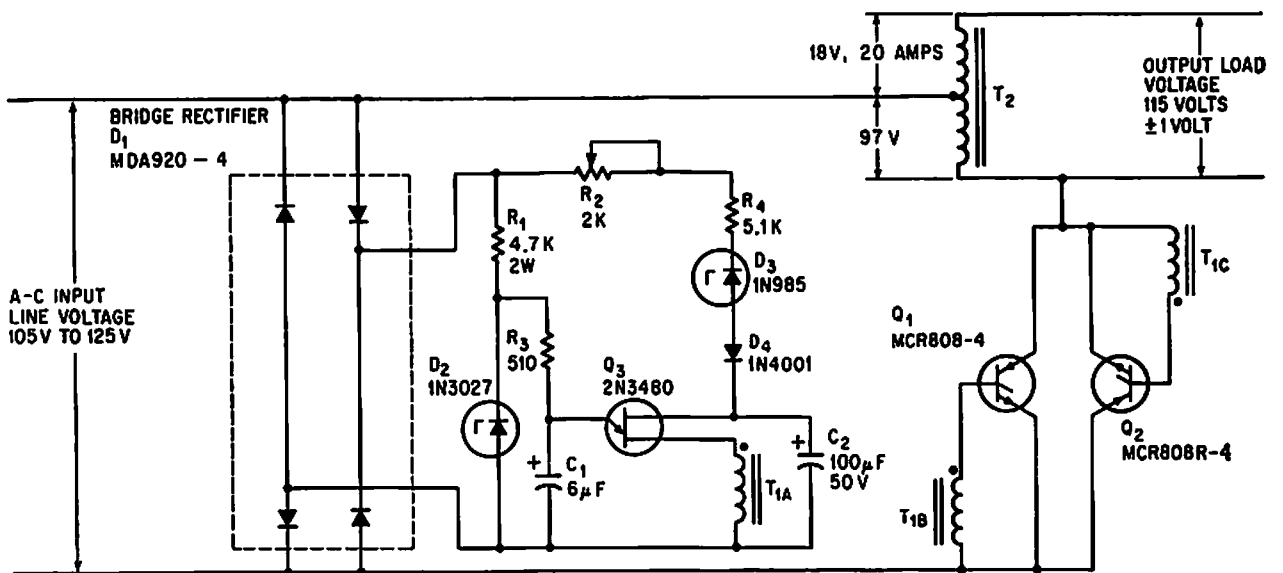 18V, 20 AMPS
97 V
T2
OUTPUT LOAD
VOLTAGE
115 VOLTS
±1 VOLT
BRIDGE RECTIFIER
D1
MDA920 – 4
A-C INPUT
LINE VOLTAGE
105V TO 125V
R1
4.7K
2W
R2
2K
R4
5.1K
D3
1N985
D4
1N4001
R3
510
D2
1N3027
Q3
2N3480
C1
6µF
+
T1A
C2
100µF
50V
+
Q1
MCR808-4
Q2
MCR808R-4
T1B
T1C